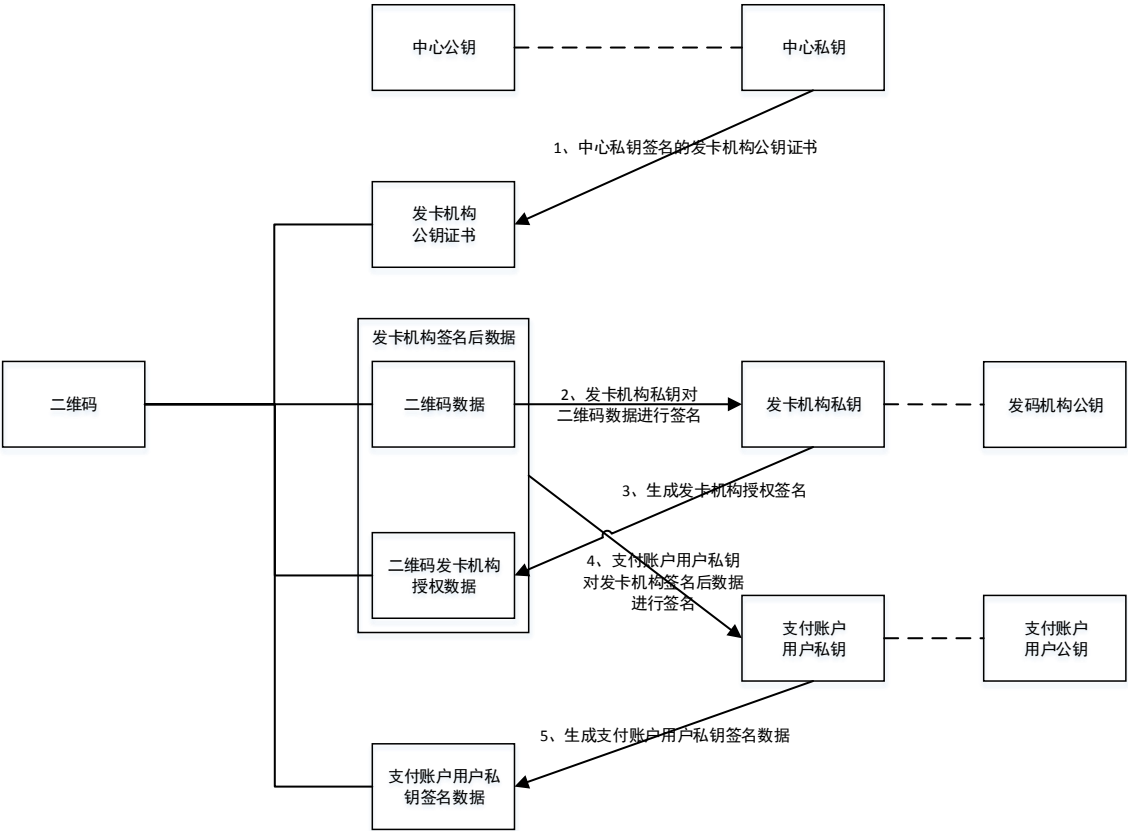 中心公钥
中心私钥
1、中心私钥签名的发卡机构公钥证书
发卡机构
公钥证书
发卡机构签名后数据
二维码
二维码数据
2、发卡机构私钥对
二维码数据进行签名
发卡机构私钥
发码机构公钥
3、生成发卡机构授权签名
二维码发卡机构
授权数据
4、支付账户用户私钥
对发卡机构签名后数据
进行签名
支付账户
用户私钥
支付账户
用户公钥
5、生成支付账户用户私钥签名数据
支付账户用户私
钥签名数据